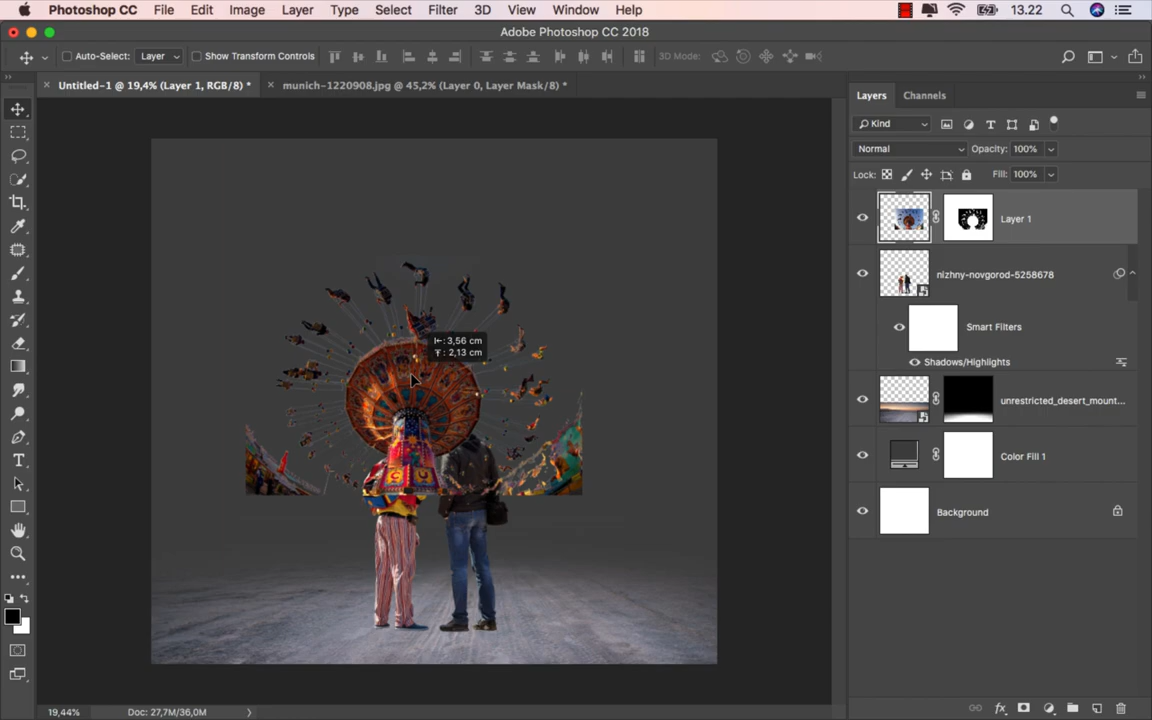 Photoshop CC File Edit Image Layer Type Select Filter 3D View Window Help 13.22
Adobe Photoshop CC 2018
Auto-Select: Layer Show Transform Controls 3D Mode:
Untitled-1 @ 19,4% (Layer 1, RGB/8) * munich-1220908.jpg @ 45,2% (Layer 0, Layer Mask/8) *
Layers Channels
Kind
Normal Opacity: 100%
Lock: Fill: 100%
Layer 1
nizhny-novgorod-5258678
Smart Filters
Shadows/Highlights
unrestricted_desert_mount...
Color Fill 1
Background
3,56 cm
2,13 cm
19,44% Doc: 27,7M/36,0M